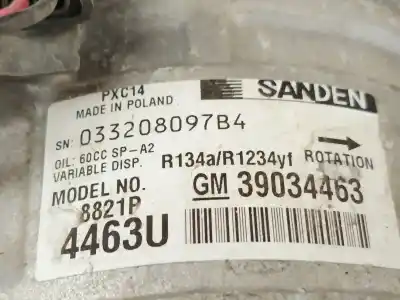 PXC14
MADE IN POLAND
SANDEN
SN: 033208097B4
OIL: 60CC SP-A2
VARIABLE DISP.
R134a/R1234yf ROTATION
MODEL NO.
8821P
GM 39034463
4463U